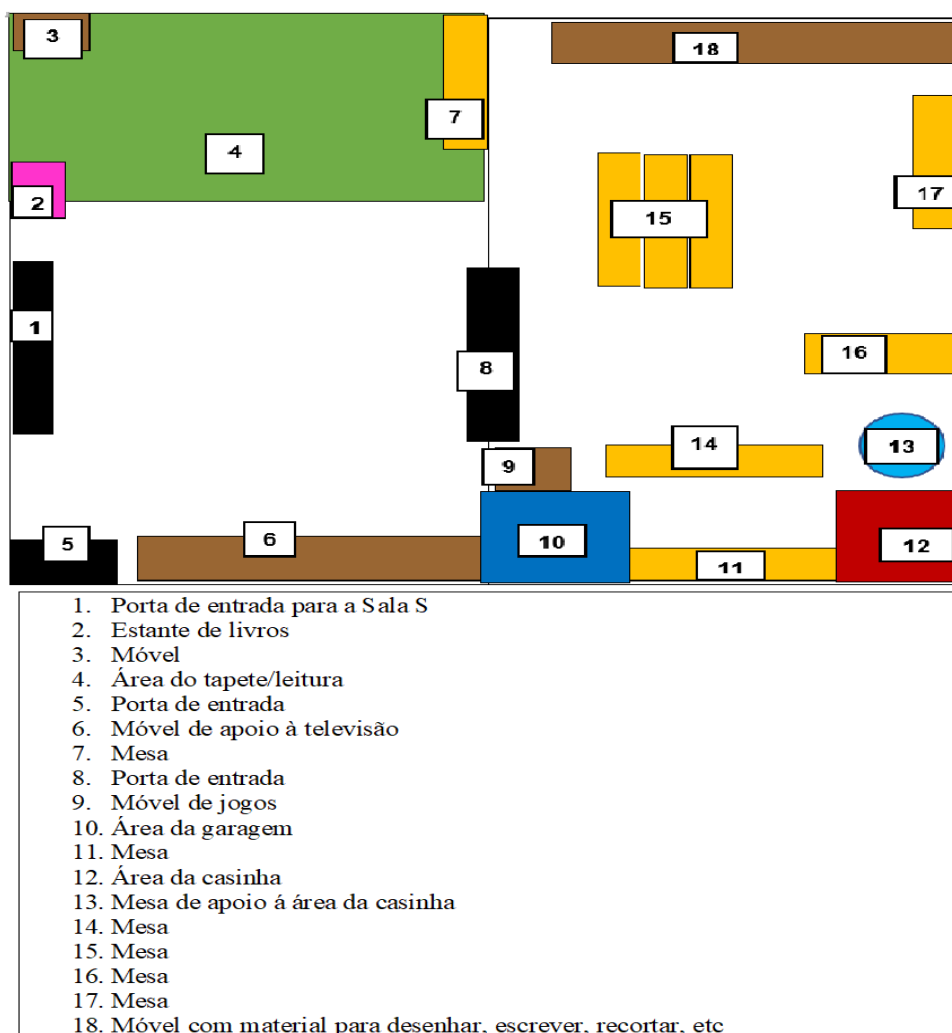 3
18
7
4
2
17
15
1
16
8
14
13
9
5
6
10
12
11
1. Porta de entrada para a Sala S
2. Estante de livros
3. Móvel
4. Área do tapete/leitura
5. Porta de entrada
6. Móvel de apoio à televisão
7. Mesa
8. Porta de entrada
9. Móvel de jogos
10. Área da garagem
11. Mesa
12. Área da casinha
13. Mesa de apoio á área da casinha
14. Mesa
15. Mesa
16. Mesa
17. Mesa
18. Móvel com material para desenhar, escrever, recortar, etc